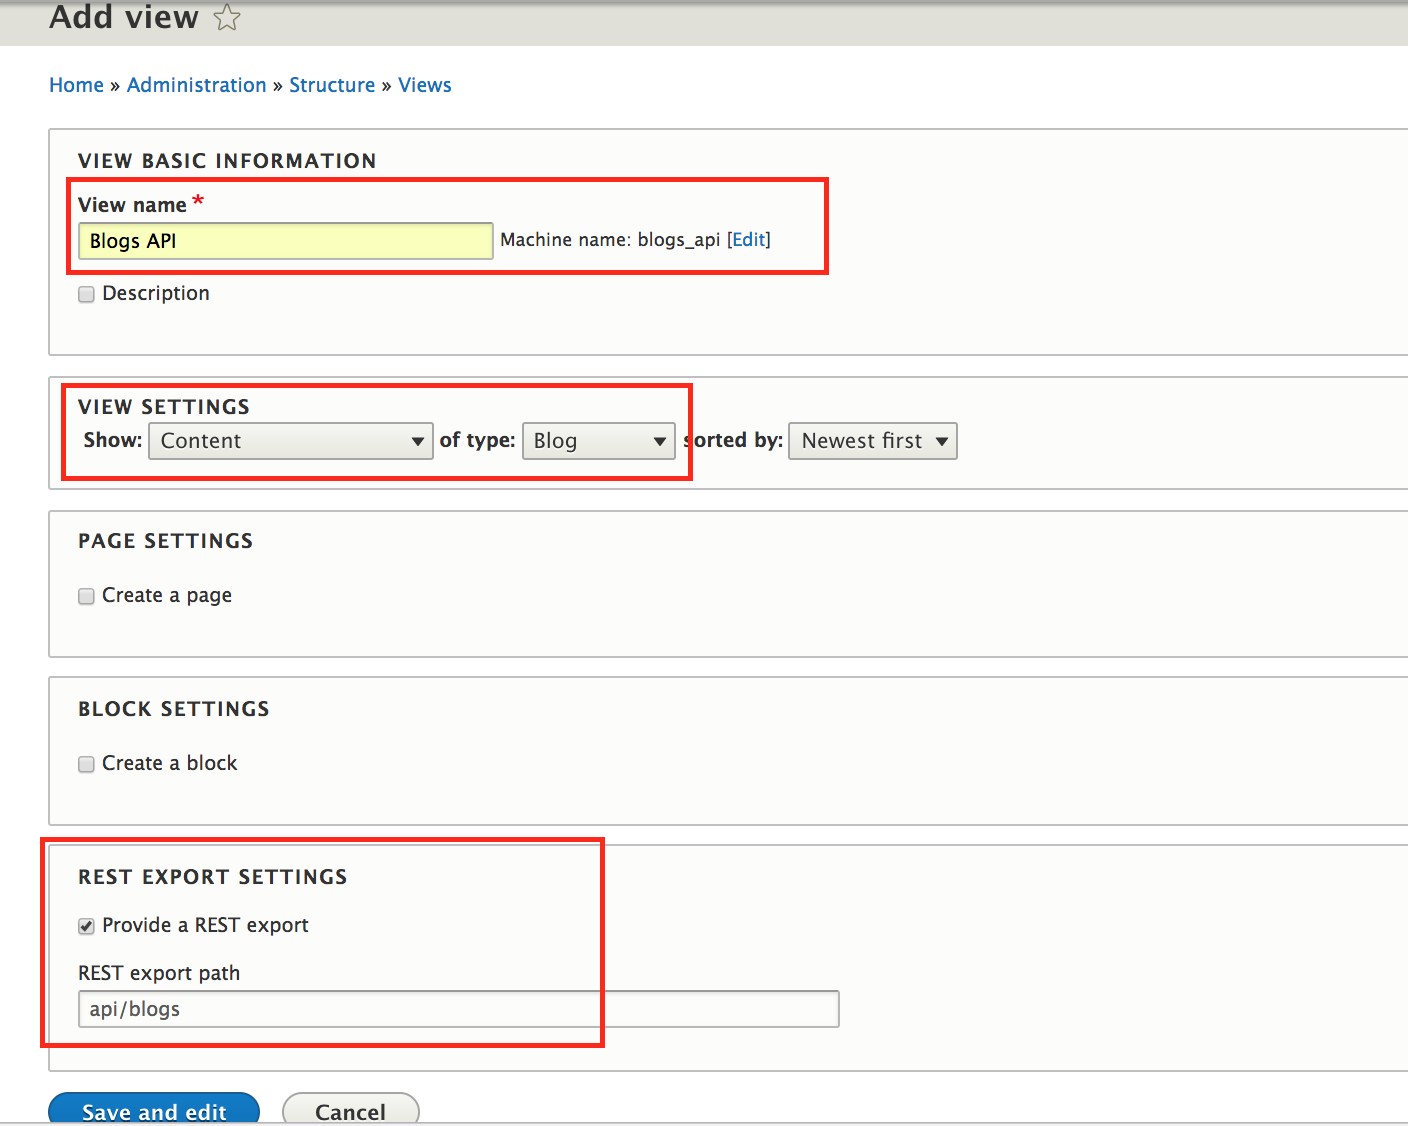 Add view
Home » Administration » Structure » Views
VIEW BASIC INFORMATION
View name *
Blogs API Machine name: blogs_api [Edit]
Description
VIEW SETTINGS
Show: Content of type: Blog sorted by: Newest first
PAGE SETTINGS
Create a page
BLOCK SETTINGS
Create a block
REST EXPORT SETTINGS
Provide a REST export
REST export path
api/blogs
Save and edit Cancel